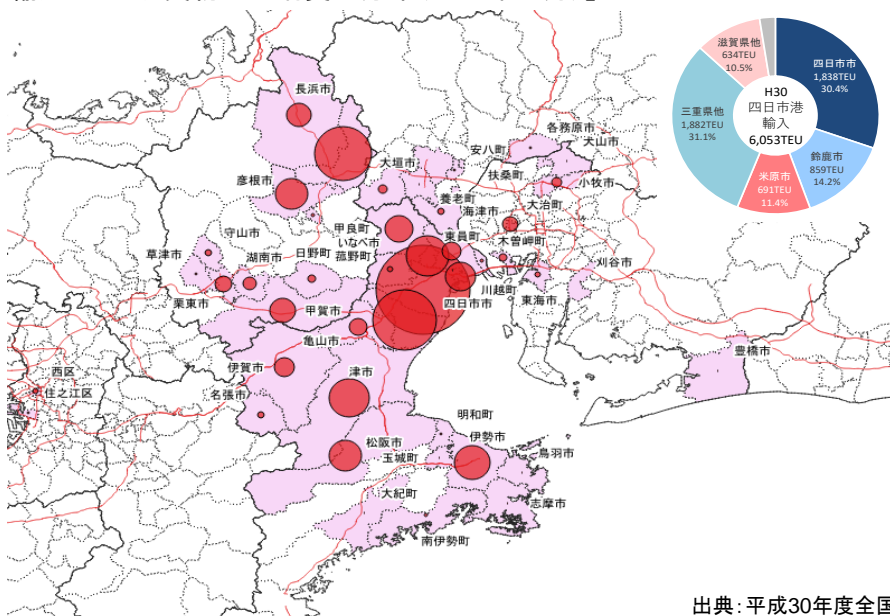 長浜市
彦根市
大垣市
安八町
各務原市
犬山市
扶桑町
小牧市
養老町
海津市
大治町
守山市
甲良町
いなべ市
東員町
木曽岬町
草津市
湖南市
日野町
菰野町
刈谷市
栗東市
甲賀市
四日市市
川越町
東海市
亀山市
豊橋市
西区
伊賀市
津市
住之江区
名張市
明和町
松阪市
伊勢市
玉城町
鳥羽市
大紀町
志摩市
南伊勢町
滋賀県他
634TEU
10.5%
四日市市
1,838TEU
30.4%
三重県他
1,882TEU
31.1%
H30
四日市港
輸入
6,053TEU
鈴鹿市
859TEU
14.2%
米原市
691TEU
11.4%
出典：平成30年度全国